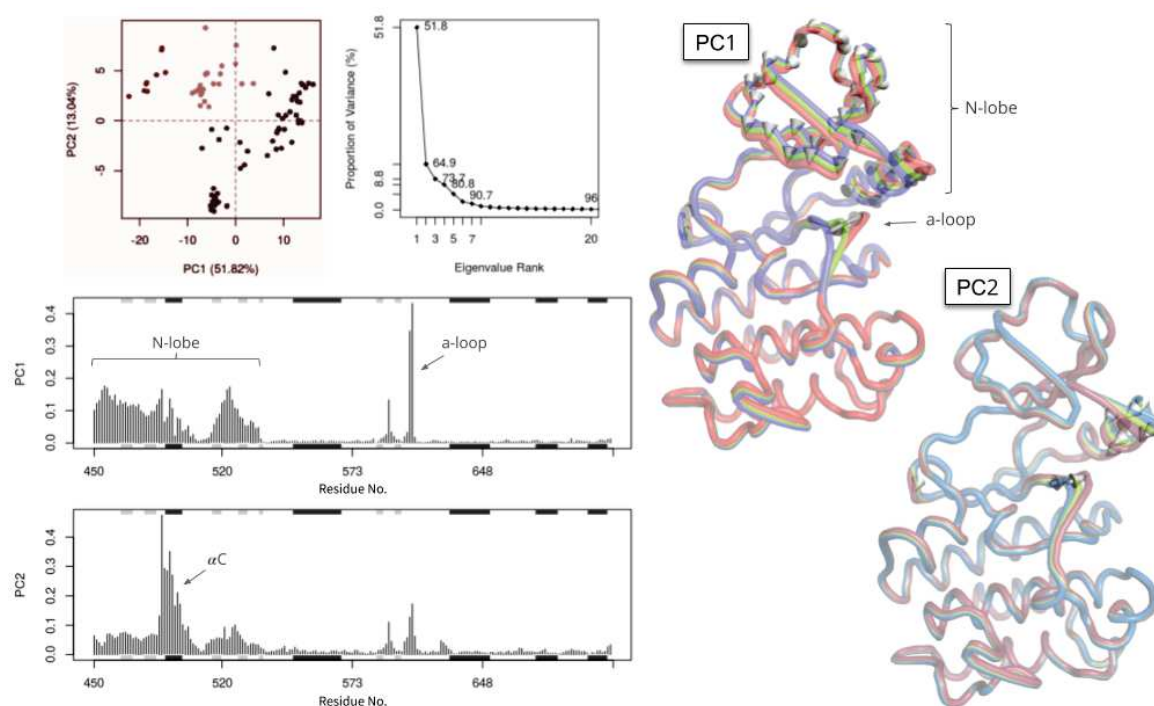 PC2 (13.04%)
5
0
-5
-20
-10
0
10
PC1 (51.82%)
Proportion of Variance (%)
51.8
8.8
0.0
51.8
64.9
73.7
80.8
90.7
96
1
3
5
7
20
Eigenvalue Rank
PC1
N-lobe
a-loop
PC2
PC1
0.4
0.3
0.2
0.1
0.0
N-lobe
a-loop
450
520
573
648
Residue No.
PC2
0.4
0.3
0.2
0.1
0.0
αC
450
520
573
648
Residue No.